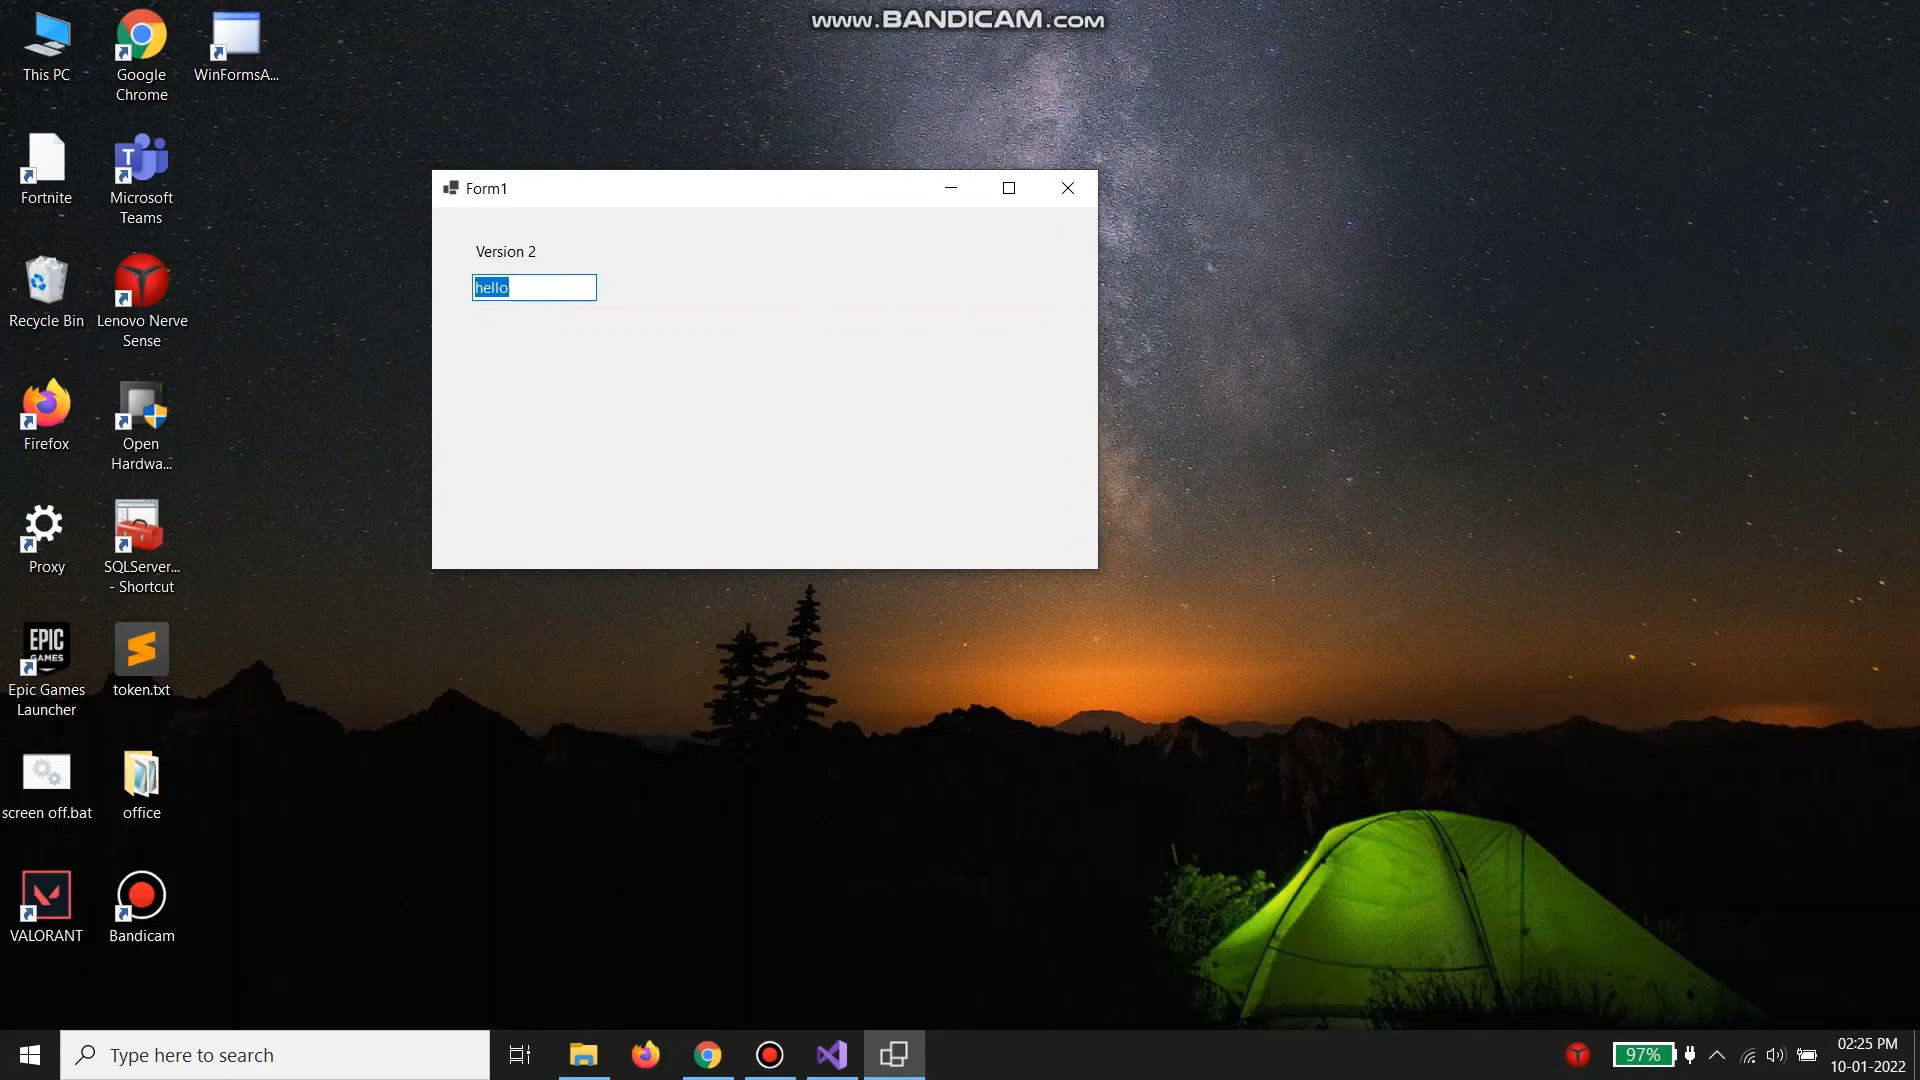 www.BANDICAM.com
This PC
Google
Chrome
WinFormsA...
Fortnite
Microsoft
Teams
Recycle Bin
Lenovo Nerve
Sense
Firefox
Open
Hardwa...
Proxy
SQLServer...
- Shortcut
EPIC
GAMES
Epic Games
Launcher
token.txt
screen off.bat
office
VALORANT
Bandicam
Form1
Version 2
hello
Type here to search
97%
02:25 PM
10-01-2022